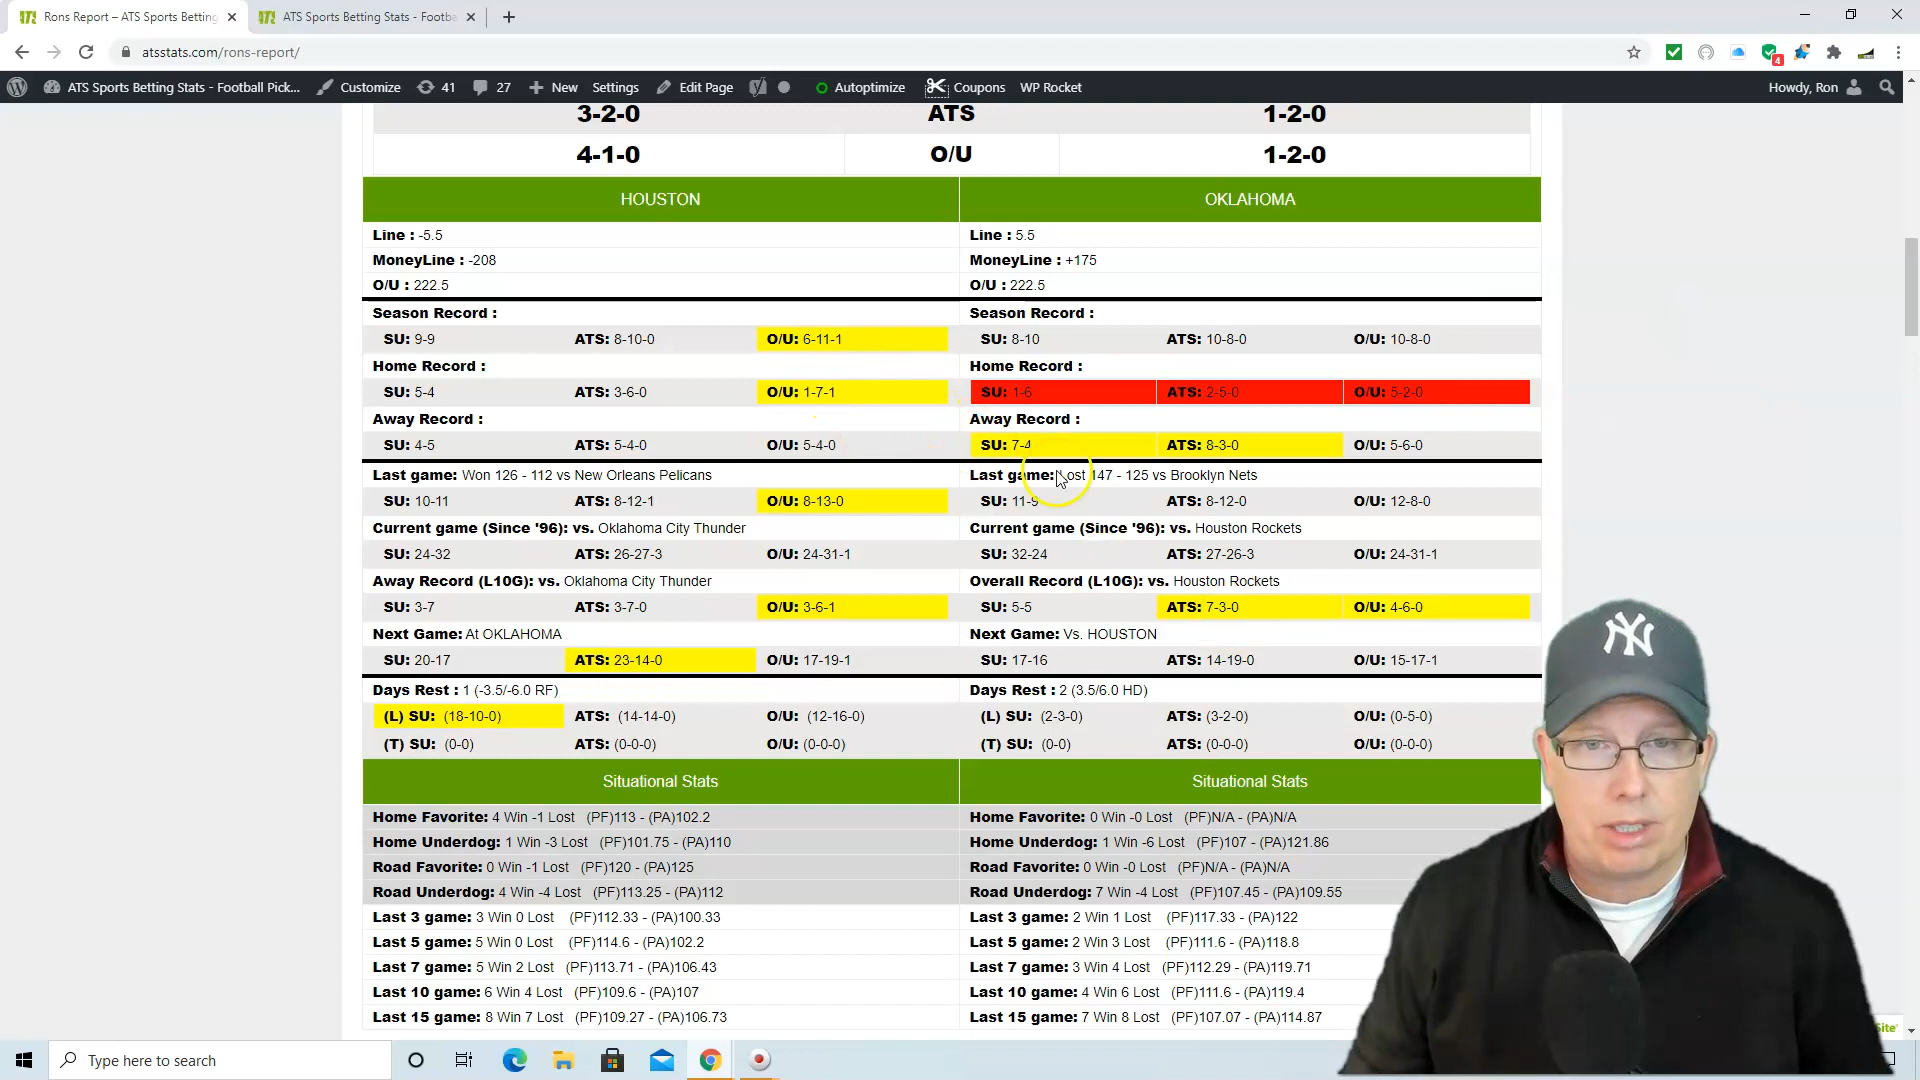 Rons Report – ATS Sports Betting
ATS Sports Betting Stats - Footba
atsstats.com/rons-report/
4
ATS Sports Betting Stats - Football Pick...
Customize
41
27
New
Settings
Edit Page
Autoptimize
Coupons
WP Rocket
Howdy, Ron
3-2-0 ATS 1-2-0
4-1-0 O/U 1-2-0
HOUSTON OKLAHOMA
Line : -5.5 Line : 5.5
MoneyLine : -208 MoneyLine : +175
O/U : 222.5 O/U : 222.5
Season Record : Season Record :
SU: 9-9 ATS: 8-10-0 O/U: 6-11-1 SU: 8-10 ATS: 10-8-0 O/U: 10-8-0
Home Record : Home Record :
SU: 5-4 ATS: 3-6-0 O/U: 1-7-1 SU: 1-6 ATS: 2-5-0 O/U: 5-2-0
Away Record : Away Record :
SU: 4-5 ATS: 5-4-0 O/U: 5-4-0 SU: 7-4 ATS: 8-3-0 O/U: 5-6-0
Last game: Won 126 - 112 vs New Orleans Pelicans Last game: Lost 147 - 125 vs Brooklyn Nets
SU: 10-11 ATS: 8-12-1 O/U: 8-13-0 SU: 11-9 ATS: 8-12-0 O/U: 12-8-0
Current game (Since '96): vs. Oklahoma City Thunder Current game (Since '96): vs. Houston Rockets
SU: 24-32 ATS: 26-27-3 O/U: 24-31-1 SU: 32-24 ATS: 27-26-3 O/U: 24-31-1
Away Record (L10G): vs. Oklahoma City Thunder Overall Record (L10G): vs. Houston Rockets
SU: 3-7 ATS: 3-7-0 O/U: 3-6-1 SU: 5-5 ATS: 7-3-0 O/U: 4-6-0
Next Game: At OKLAHOMA Next Game: Vs. HOUSTON
SU: 20-17 ATS: 23-14-0 O/U: 17-19-1 SU: 17-16 ATS: 14-19-0 O/U: 15-17-1
Days Rest : 1 (-3.5/-6.0 RF) Days Rest : 2 (3.5/6.0 HD)
(L) SU: (18-10-0) ATS: (14-14-0) O/U: (12-16-0) (L) SU: (2-3-0) ATS: (3-2-0) O/U: (0-5-0)
(T) SU: (0-0) ATS: (0-0-0) O/U: (0-0-0) (T) SU: (0-0) ATS: (0-0-0) O/U: (0-0-0)
Situational Stats Situational Stats
Home Favorite: 4 Win -1 Lost (PF)113 - (PA)102.2 Home Favorite: 0 Win -0 Lost (PF)N/A - (PA)N/A
Home Underdog: 1 Win -3 Lost (PF)101.75 - (PA)110 Home Underdog: 1 Win -6 Lost (PF)107 - (PA)121.86
Road Favorite: 0 Win -1 Lost (PF)120 - (PA)125 Road Favorite: 0 Win -0 Lost (PF)N/A - (PA)N/A
Road Underdog: 4 Win -4 Lost (PF)113.25 - (PA)112 Road Underdog: 7 Win -4 Lost (PF)107.45 - (PA)109.55
Last 3 game: 3 Win 0 Lost (PF)112.33 - (PA)100.33 Last 3 game: 2 Win 1 Lost (PF)117.33 - (PA)122
Last 5 game: 5 Win 0 Lost (PF)114.6 - (PA)102.2 Last 5 game: 2 Win 3 Lost (PF)111.6 - (PA)118.8
Last 7 game: 5 Win 2 Lost (PF)113.71 - (PA)106.43 Last 7 game: 3 Win 4 Lost (PF)112.29 - (PA)119.71
Last 10 game: 6 Win 4 Lost (PF)109.6 - (PA)107 Last 10 game: 4 Win 6 Lost (PF)111.6 - (PA)119.4
Last 15 game: 8 Win 7 Lost (PF)109.27 - (PA)106.73 Last 15 game: 7 Win 8 Lost (PF)107.07 - (PA)114.87
NY
Site
Type here to search